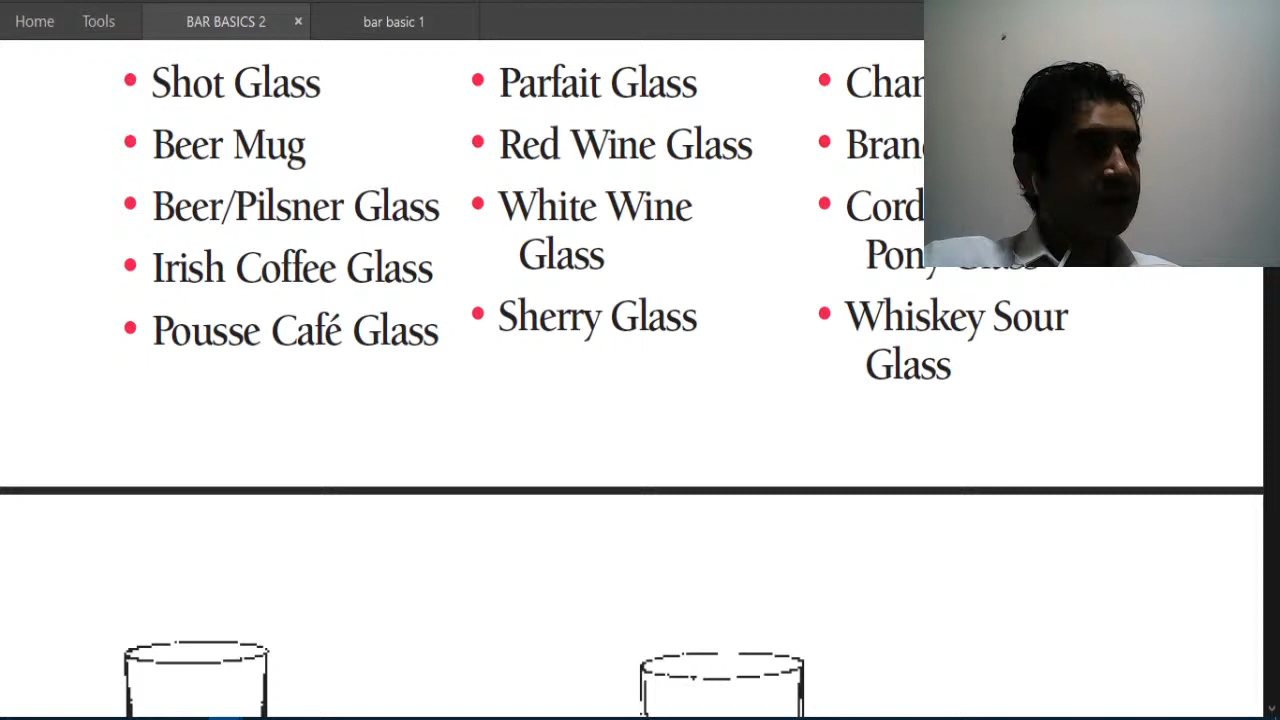 Home Tools BAR BASICS 2 × bar basic 1
• Shot Glass
• Beer Mug
• Beer/Pilsner Glass
• Irish Coffee Glass
• Pousse Café Glass
• Parfait Glass
• Red Wine Glass
• White Wine
Glass
• Sherry Glass
• Whiskey Sour
Glass